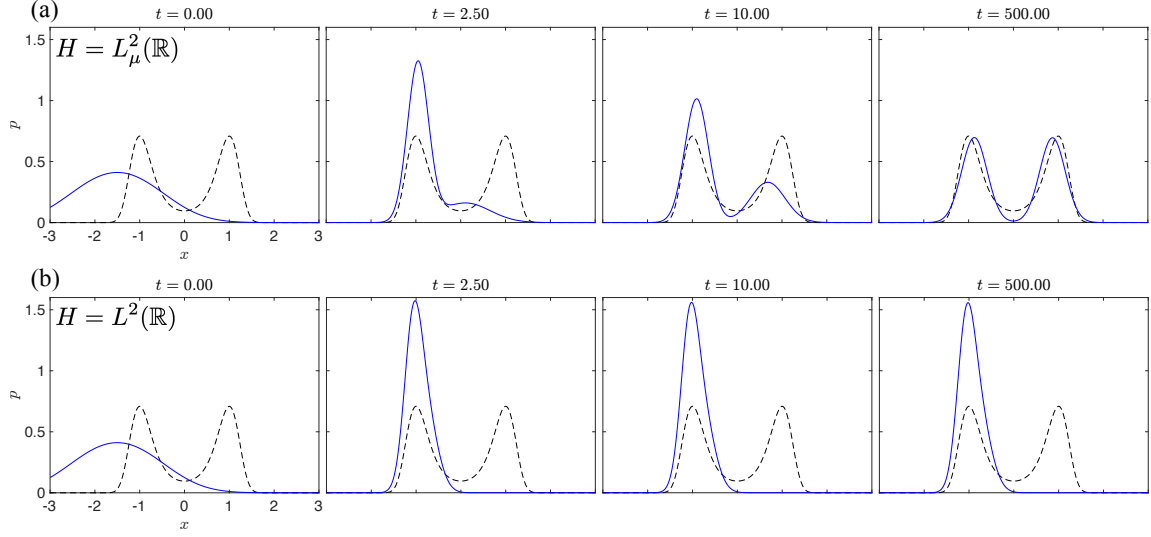 (a)
t = 0.00
t = 2.50
t = 10.00
t = 500.00
H = L²_μ(ℝ)
1.5
1
0.5
0
p
-3 -2 -1 0 1 2 3
x
(b)
t = 0.00
t = 2.50
t = 10.00
t = 500.00
H = L²(ℝ)
1.5
1
0.5
0
p
-3 -2 -1 0 1 2 3
x